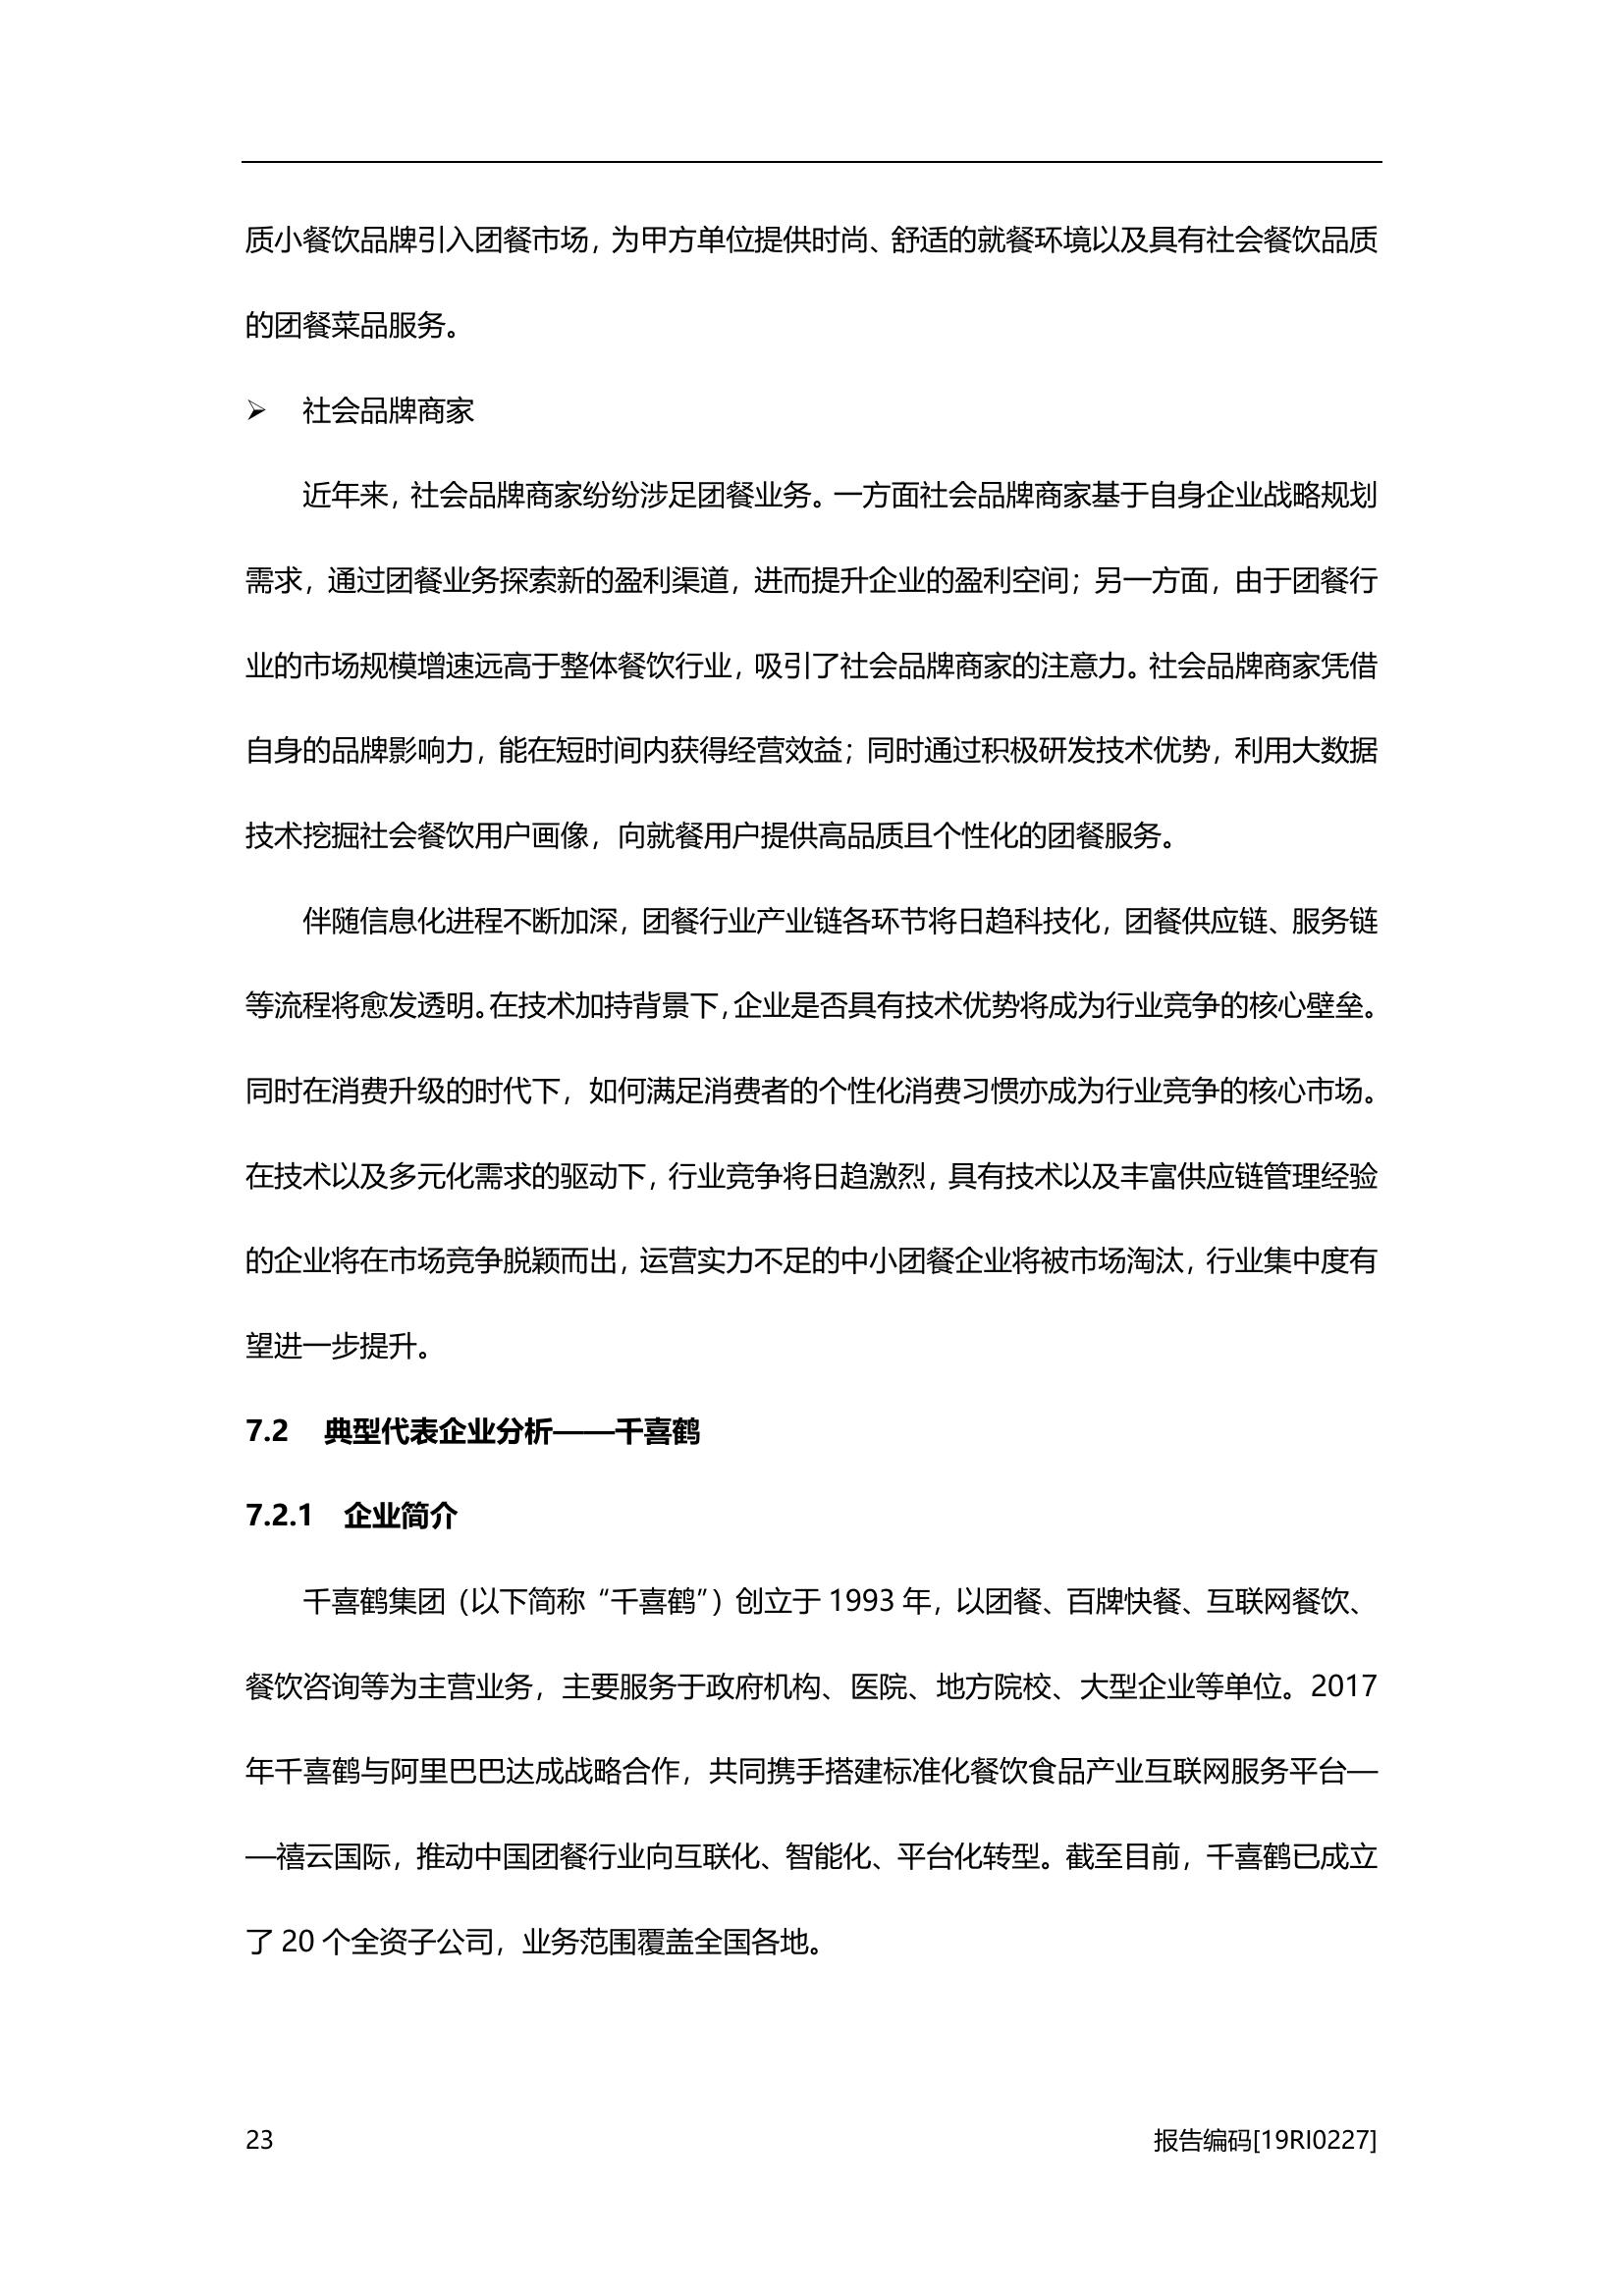 质小餐饮品牌引入团餐市场，为甲方单位提供时尚、舒适的就餐环境以及具有社会餐饮品质
的团餐菜品服务。
➢ 社会品牌商家
近年来，社会品牌商家纷纷涉足团餐业务。一方面社会品牌商家基于自身企业战略规划
需求，通过团餐业务探索新的盈利渠道，进而提升企业的盈利空间；另一方面，由于团餐行
业的市场规模增速远高于整体餐饮行业，吸引了社会品牌商家的注意力。社会品牌商家凭借
自身的品牌影响力，能在短时间内获得经营效益；同时通过积极研发技术优势，利用大数据
技术挖掘社会餐饮用户画像，向就餐用户提供高品质且个性化的团餐服务。
伴随信息化进程不断加深，团餐行业产业链各环节将日趋科技化，团餐供应链、服务链
等流程将愈发透明。在技术加持背景下，企业是否具有技术优势将成为行业竞争的核心壁垒。
同时在消费升级的时代下，如何满足消费者的个性化消费习惯亦成为行业竞争的核心市场。
在技术以及多元化需求的驱动下，行业竞争将日趋激烈，具有技术以及丰富供应链管理经验
的企业将在市场竞争脱颖而出，运营实力不足的中小团餐企业将被市场淘汰，行业集中度有
望进一步提升。
7.2 典型代表企业分析——千喜鹤
7.2.1 企业简介
千喜鹤集团（以下简称“千喜鹤”）创立于 1993 年，以团餐、百牌快餐、互联网餐饮、
餐饮咨询等为主营业务，主要服务于政府机构、医院、地方院校、大型企业等单位。2017
年千喜鹤与阿里巴巴达成战略合作，共同携手搭建标准化餐饮食品产业互联网服务平台—
—禧云国际，推动中国团餐行业向互联化、智能化、平台化转型。截至目前，千喜鹤已成立
了 20 个全资子公司，业务范围覆盖全国各地。
23 报告编码[19RI0227]